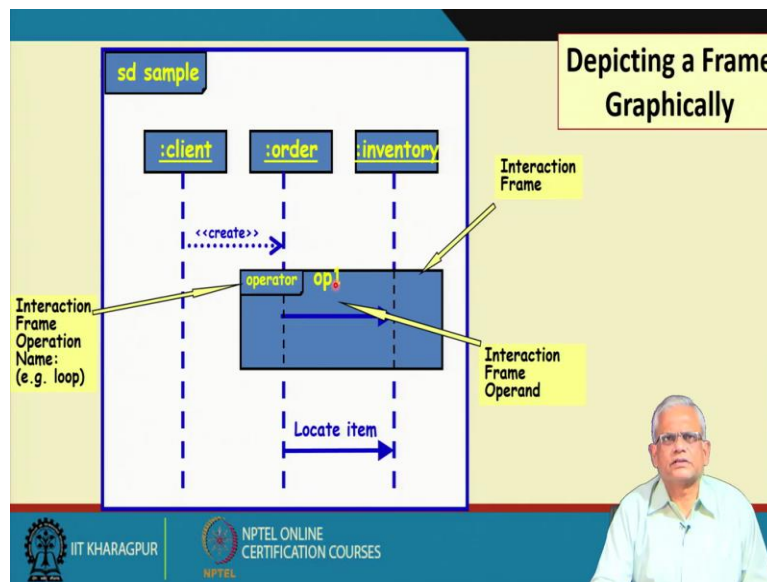 Depicting a Frame
Graphically
sd sample
:client
:order
:inventory
<<create>>
operator
op1
Interaction
Frame
Interaction
Frame
Operation
Name:
(e.g. loop)
Interaction
Frame
Operand
Locate item
IIT KHARAGPUR
NPTEL
NPTEL ONLINE
CERTIFICATION COURSES